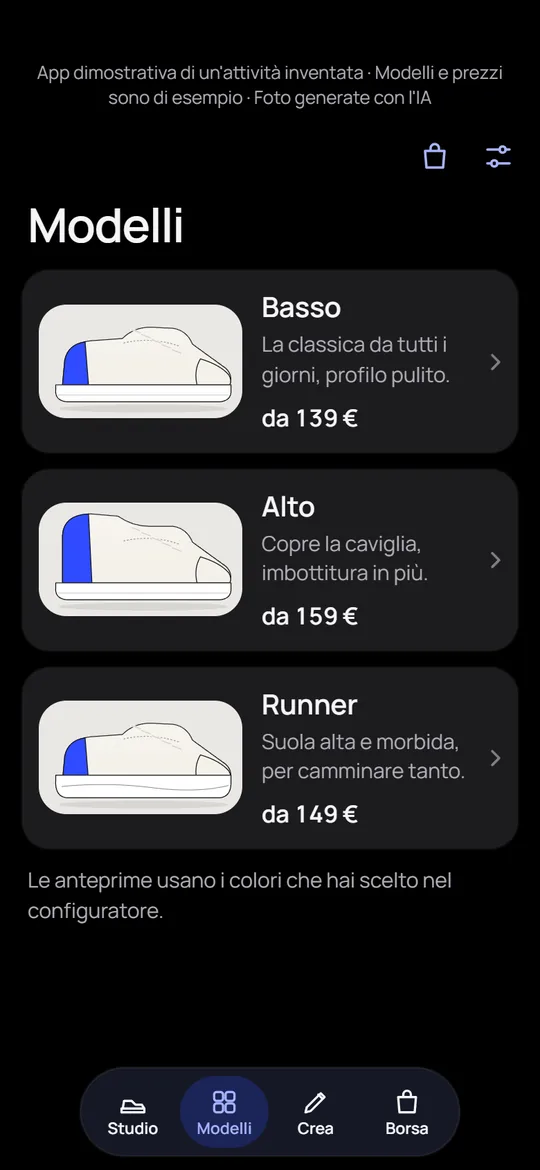 App dimostrativa di un'attività inventata · Modelli e prezzi
sono di esempio · Foto generate con l'IA
Modelli
Basso
La classica da tutti i
giorni, profilo pulito.
da 139 €
Alto
Copre la caviglia,
imbottitura in più.
da 159 €
Runner
Suola alta e morbida,
per camminare tanto.
da 149 €
Le anteprime usano i colori che hai scelto nel
configuratore.
Studio
Modelli
Crea
Borsa